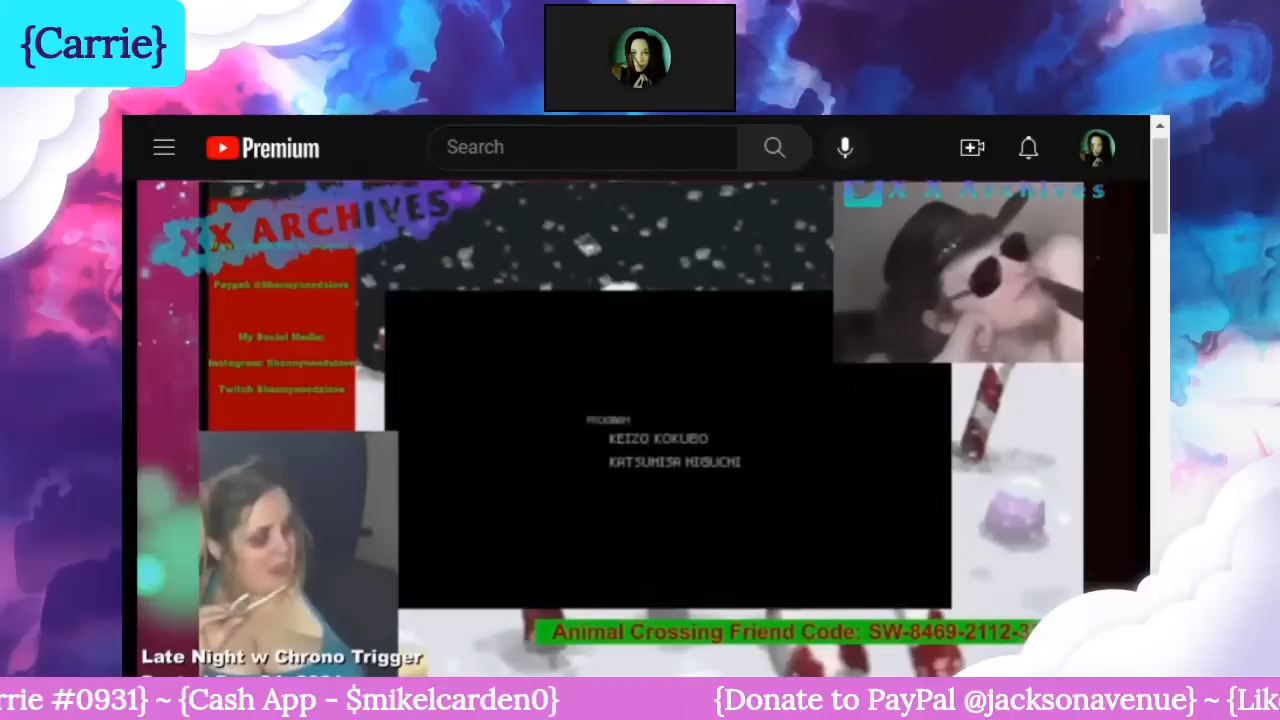 {Carrie}
Premium
Search
XX ARCHIVES
X X Archives
Paypal: @Shannyneedslove
My Social Media:
Instagram: Shannyneedslove
Twitch Shannyneedslove
PROGRAM
KEIZO KOKUBO
KATSUHISA HIGUCHI
Animal Crossing Friend Code: SW-8469-2112-3
Late Night w Chrono Trigger
rrie #0931} ~ {Cash App - $mikelcarden0} {Donate to PayPal @jacksonavenue} ~ {Lik